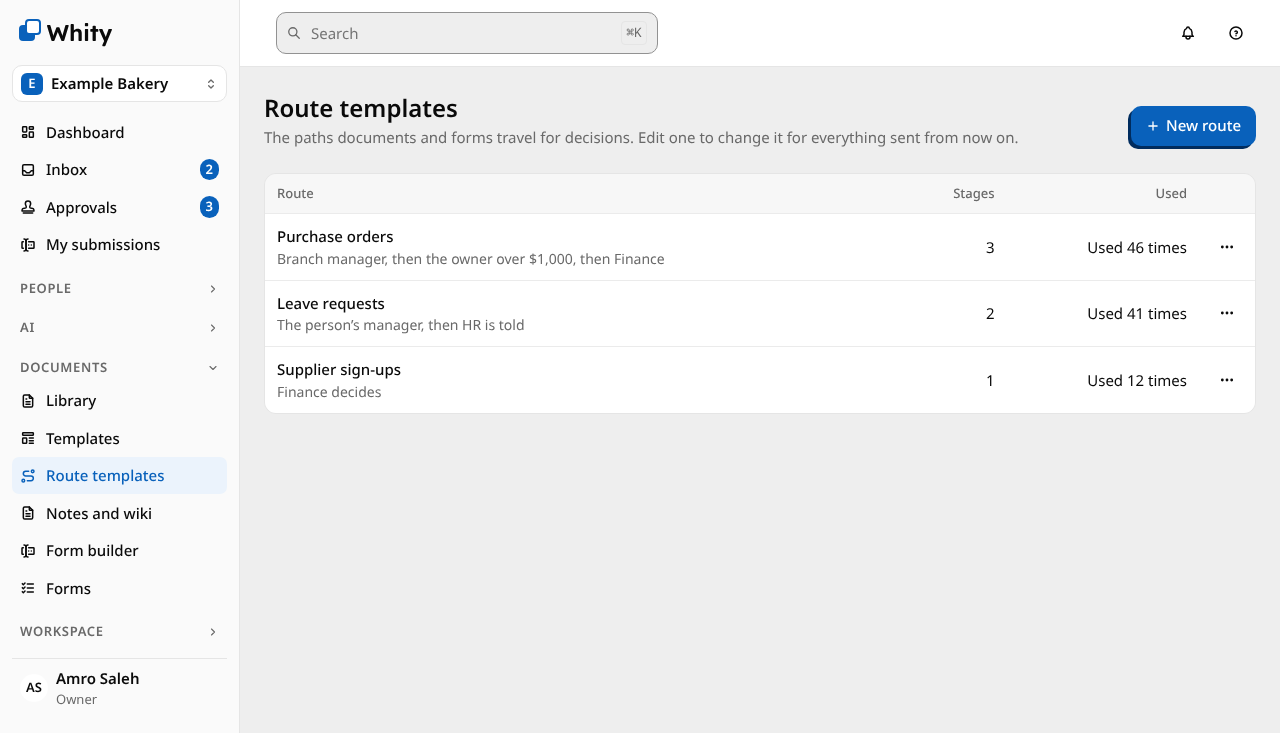 Whity
Search
⌘K
E
Example Bakery
Dashboard
Inbox
2
Approvals
3
My submissions
PEOPLE
AI
DOCUMENTS
Library
Templates
Route templates
Notes and wiki
Form builder
Forms
WORKSPACE
AS
Amro Saleh
Owner
Route templates
The paths documents and forms travel for decisions. Edit one to change it for everything sent from now on.
New route
Route
Stages
Used
Purchase orders
Branch manager, then the owner over $1,000, then Finance
3
Used 46 times
Leave requests
The person’s manager, then HR is told
2
Used 41 times
Supplier sign-ups
Finance decides
1
Used 12 times